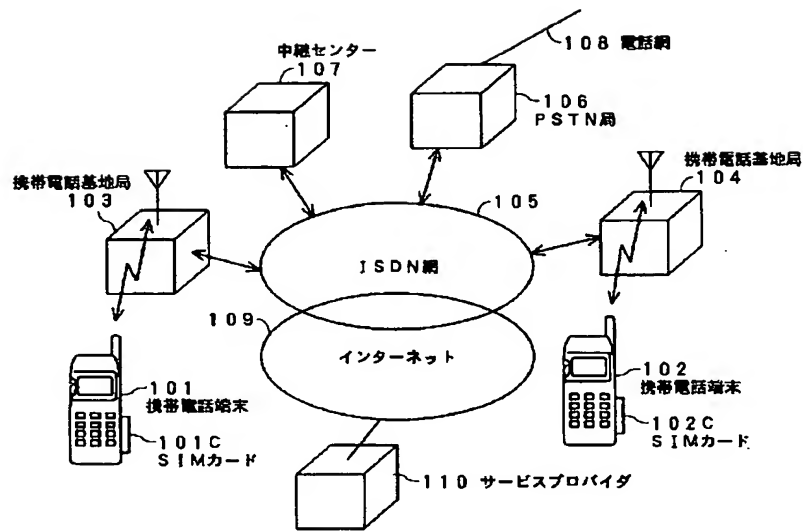 108 電話網
中継センター
107
106
PSTN局
携帯電話基地局
103
携帯電話基地局
104
105
ISDN網
109
インターネット
101
携帯電話端末
101C
SIMカード
102
携帯電話端末
102C
SIMカード
110 サービスプロバイダ